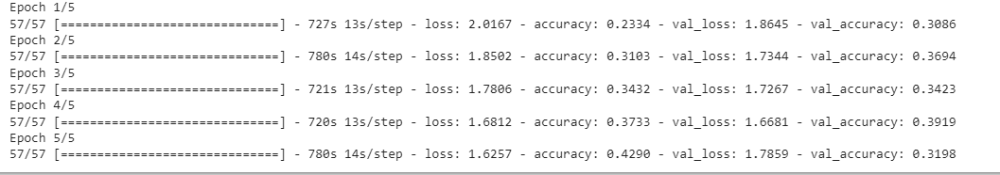 Epoch 1/5
57/57 [==============================] - 727s 13s/step - loss: 2.0167 - accuracy: 0.2334 - val_loss: 1.8645 - val_accuracy: 0.3086
Epoch 2/5
57/57 [==============================] - 780s 14s/step - loss: 1.8502 - accuracy: 0.3103 - val_loss: 1.7344 - val_accuracy: 0.3694
Epoch 3/5
57/57 [==============================] - 721s 13s/step - loss: 1.7806 - accuracy: 0.3432 - val_loss: 1.7267 - val_accuracy: 0.3423
Epoch 4/5
57/57 [==============================] - 720s 13s/step - loss: 1.6812 - accuracy: 0.3733 - val_loss: 1.6681 - val_accuracy: 0.3919
Epoch 5/5
57/57 [==============================] - 780s 14s/step - loss: 1.6257 - accuracy: 0.4290 - val_loss: 1.7859 - val_accuracy: 0.3198